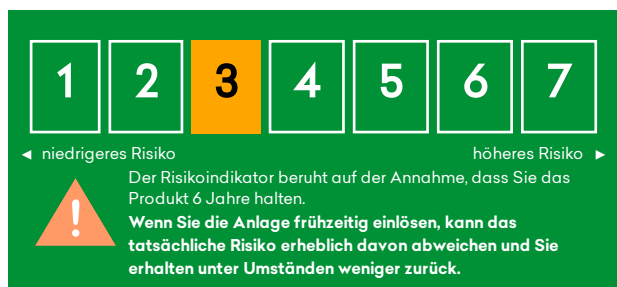 1 2 3 4 5 6 7
◄ niedrigeres Risiko höheres Risiko ►
Der Risikoindikator beruht auf der Annahme, dass Sie das
Produkt 6 Jahre halten.
Wenn Sie die Anlage frühzeitig einlösen, kann das
tatsächliche Risiko erheblich davon abweichen und Sie
erhalten unter Umständen weniger zurück.
!